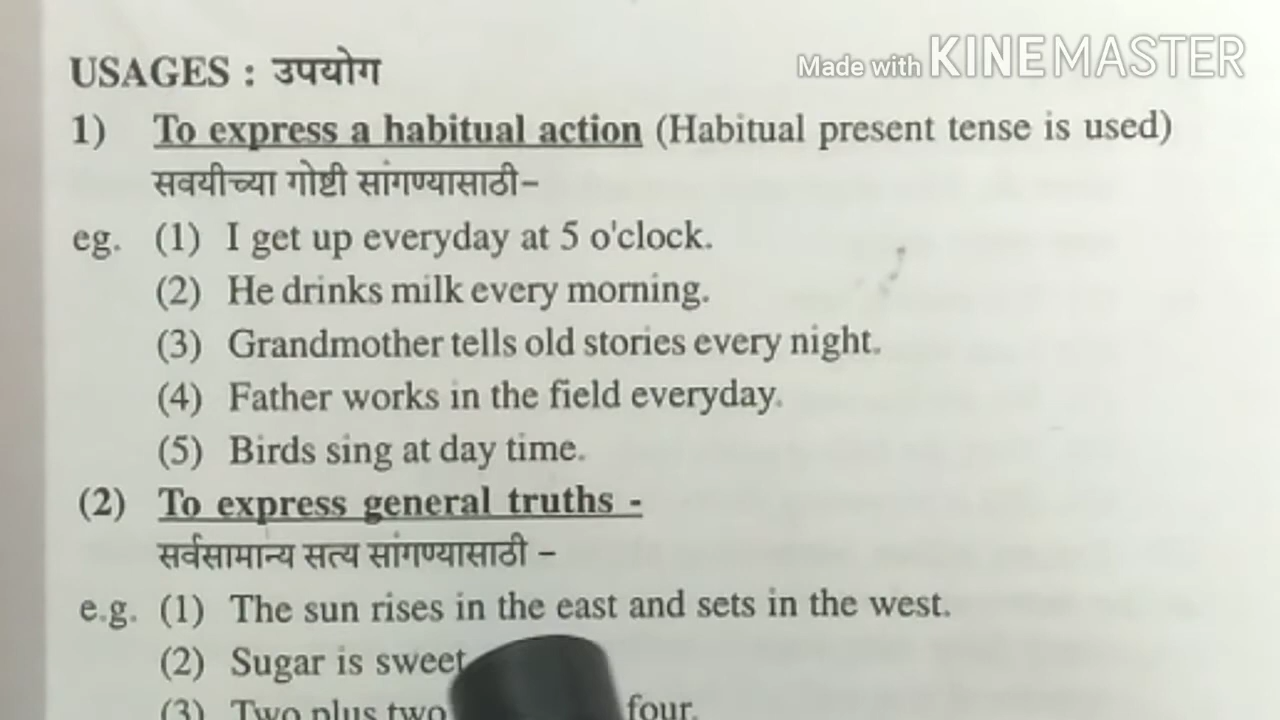 Made with KINEMASTER
USAGES : उपयोग
1) To express a habitual action (Habitual present tense is used)
सवयीच्या गोष्टी सांगण्यासाठी–
eg. (1) I get up everyday at 5 o'clock.
(2) He drinks milk every morning.
(3) Grandmother tells old stories every night.
(4) Father works in the field everyday.
(5) Birds sing at day time.
(2) To express general truths -
सर्वसामान्य सत्य सांगण्यासाठी –
e.g. (1) The sun rises in the east and sets in the west.
(2) Sugar is sweet
(3) Two plus two four.